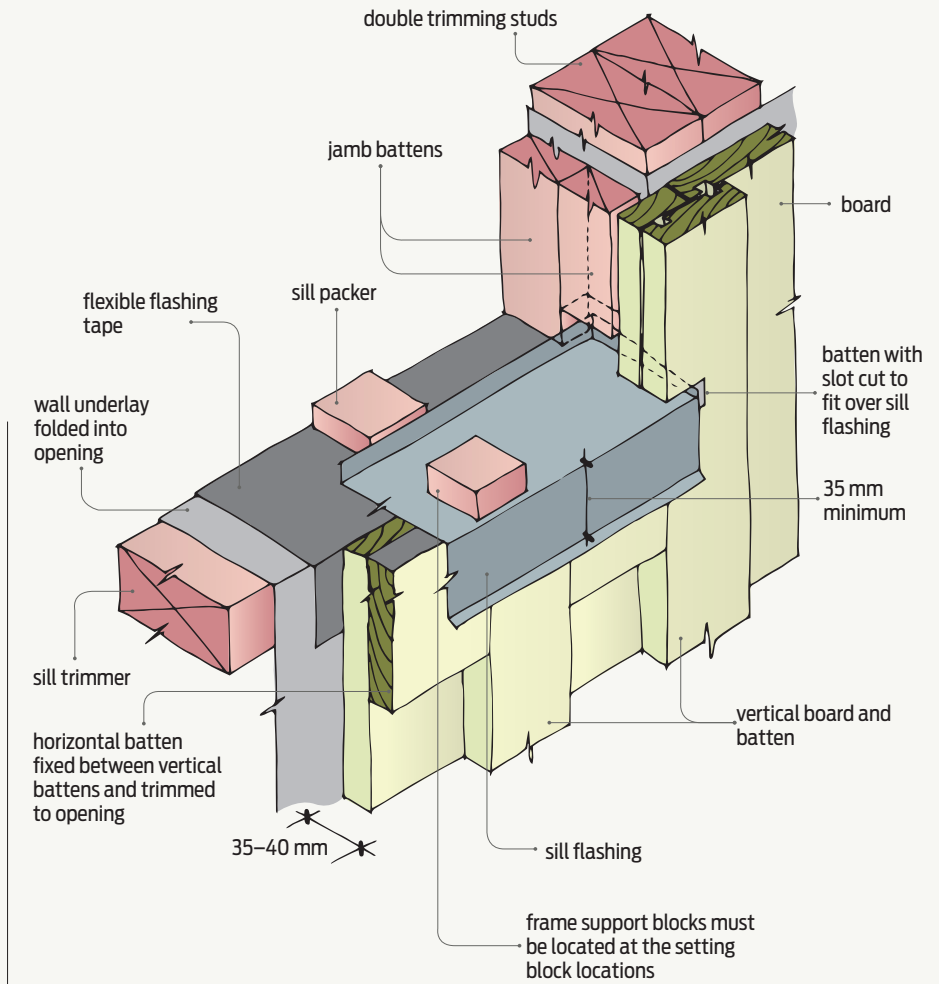 double trimming studs
jamb battens
board
sill packer
flexible flashing
tape
batten with
slot cut to
fit over sill
flashing
wall underlay
folded into
opening
35 mm
minimum
sill trimmer
vertical board and
batten
horizontal batten
fixed between vertical
battens and trimmed
to opening
35–40 mm
sill flashing
frame support blocks must
be located at the setting
block locations